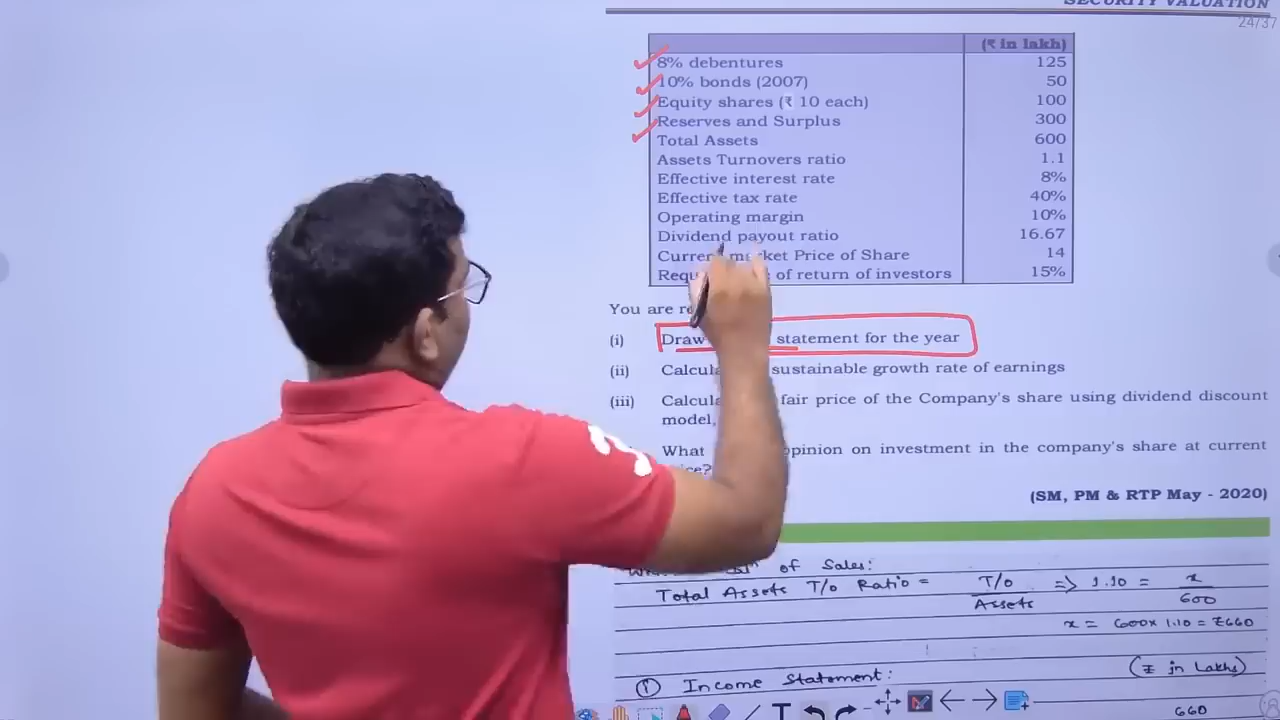 SECURITY VALUATION
24/37
(₹ in lakh)
8% debentures 125
10% bonds (2007) 50
Equity shares (₹ 10 each) 100
Reserves and Surplus 300
Total Assets 600
Assets Turnovers ratio 1.1
Effective interest rate 8%
Effective tax rate 40%
Operating margin 10%
Dividend payout ratio 16.67
Current market Price of Share 14
of return of investors 15%
You are
(i) Draw statement for the year
(ii) sustainable growth rate of earnings
(iii) fair price of the Company's share using dividend discount
model,
What opinion on investment in the company's share at current
(SM, PM & RTP May - 2020)
of Sales:
Total Assets T/o Ratio = T/o / Assets => 1.10 = x / 600
x = 600 x 1.10 = ₹660
(₹ in Lakhs)
① Income Statement:
660